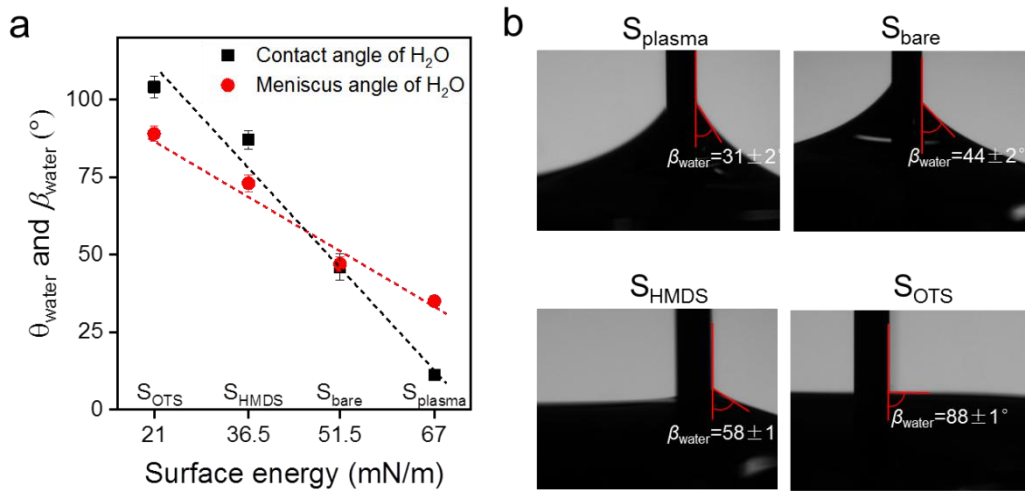 a
θwater and βwater (°)
100
75
50
25
0
Contact angle of H2O
Meniscus angle of H2O
SOTS
SHMDS
Sbare
Splasma
21
36.5
51.5
67
Surface energy (mN/m)
b
Splasma
βwater=31±2°
Sbare
βwater=44±2°
SHMDS
βwater=58±1
SOTS
βwater=88±1°